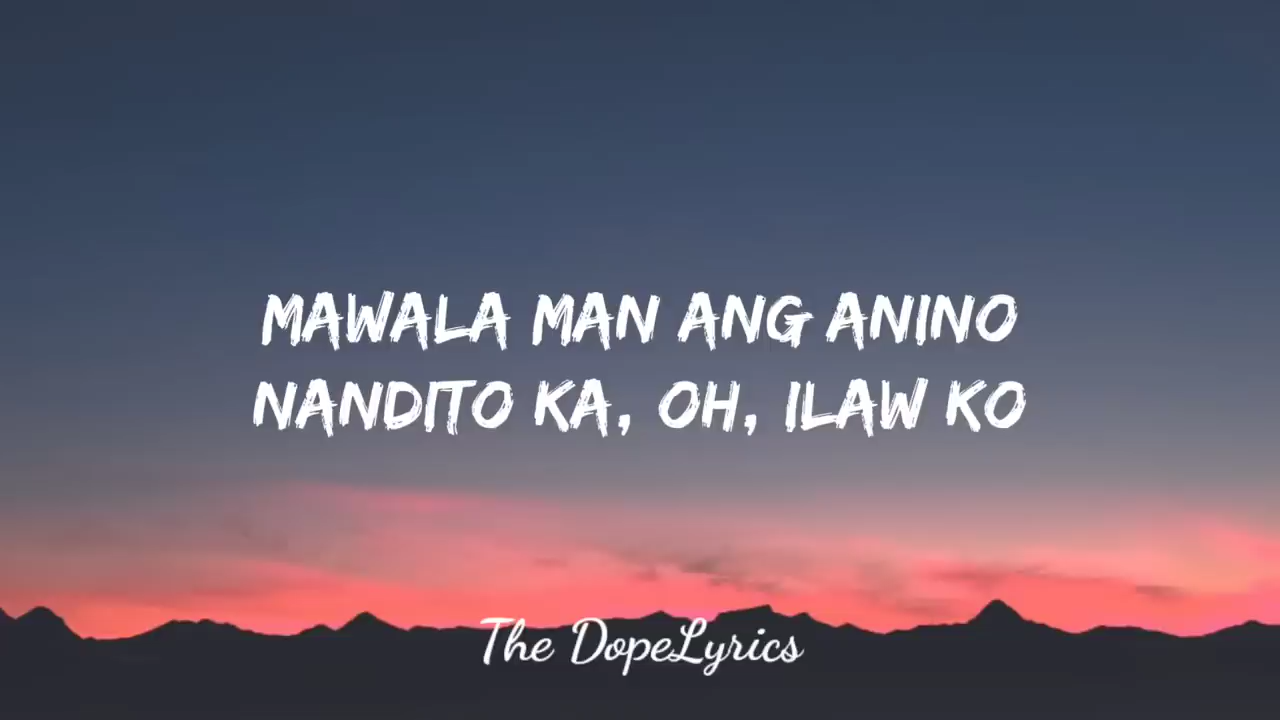 MAWALA MAN ANG ANINO
NANDITO KA, OH, ILAW KO
The DopeLyrics